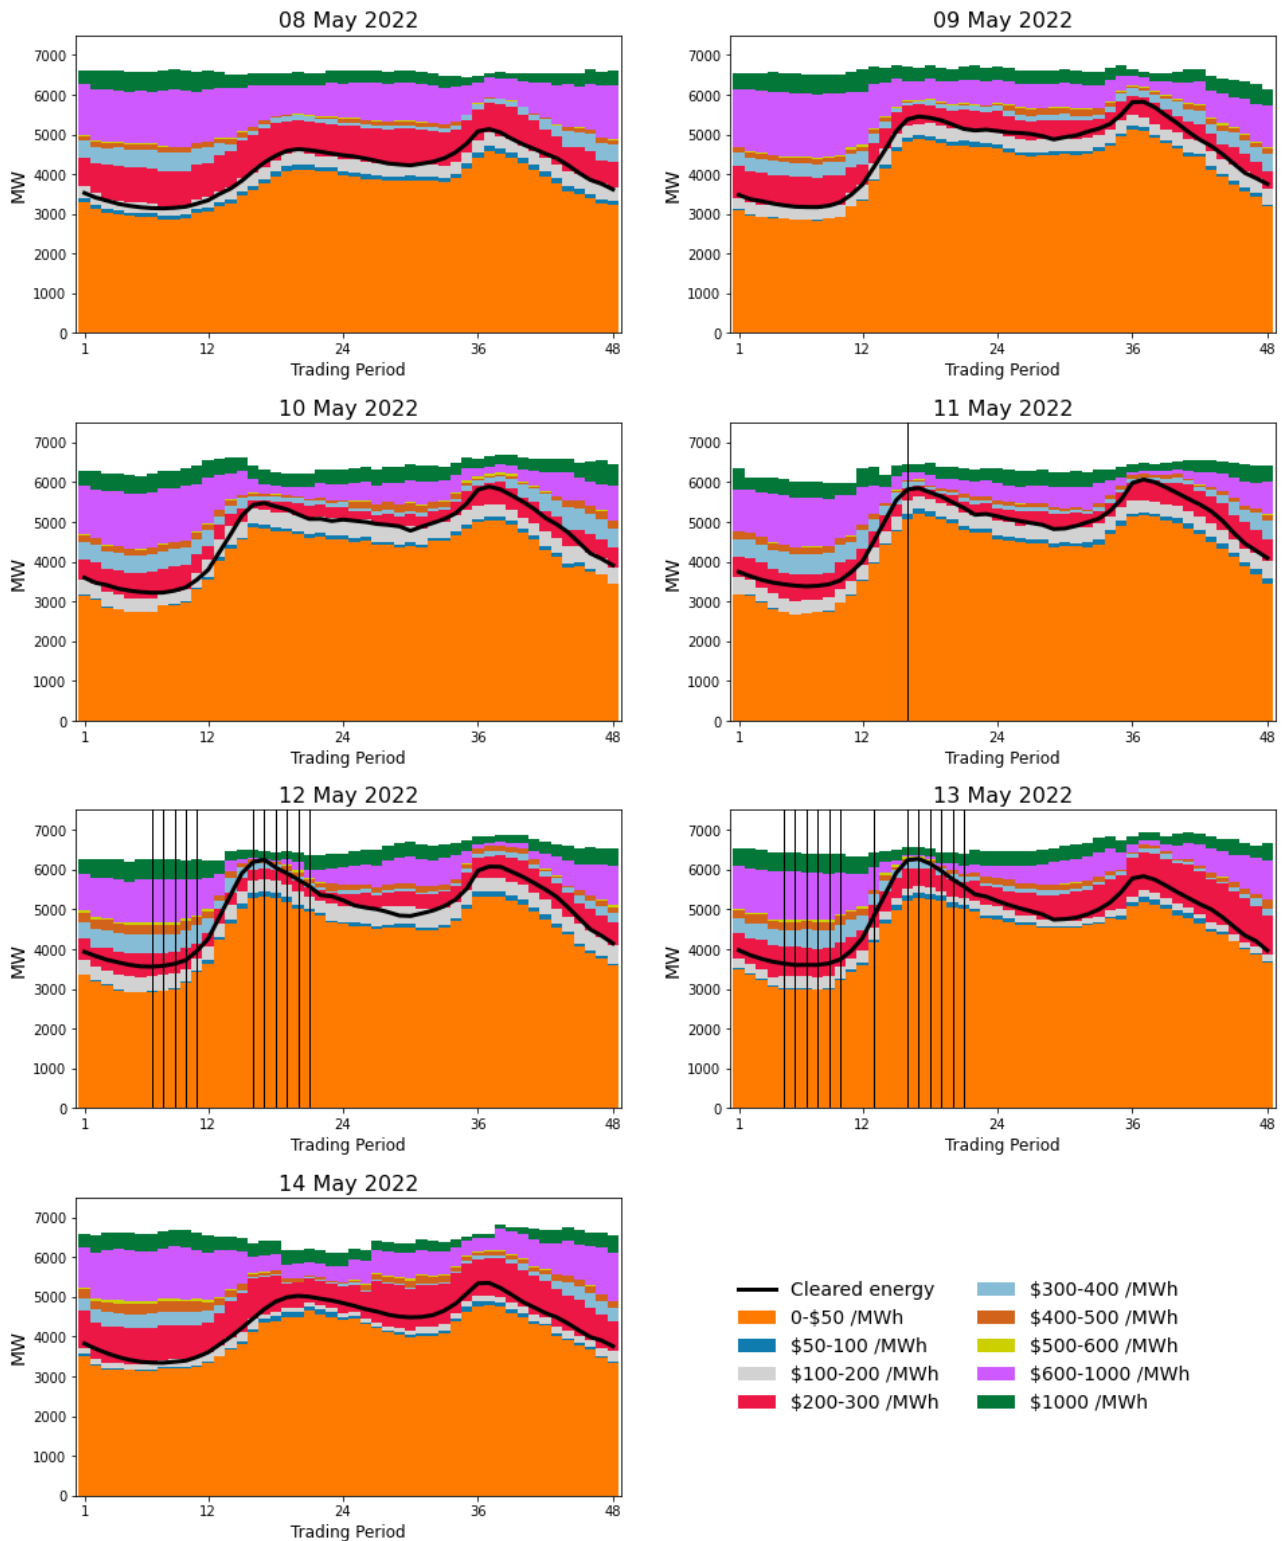 08 May 2022
7000
6000
5000
4000
3000
2000
1000
0
MW
1 12 24 36 48
Trading Period
09 May 2022
7000
6000
5000
4000
3000
2000
1000
0
MW
1 12 24 36 48
Trading Period
10 May 2022
7000
6000
5000
4000
3000
2000
1000
0
MW
1 12 24 36 48
Trading Period
11 May 2022
7000
6000
5000
4000
3000
2000
1000
0
MW
1 12 24 36 48
Trading Period
12 May 2022
7000
6000
5000
4000
3000
2000
1000
0
MW
1 12 24 36 48
Trading Period
13 May 2022
7000
6000
5000
4000
3000
2000
1000
0
MW
1 12 24 36 48
Trading Period
14 May 2022
7000
6000
5000
4000
3000
2000
1000
0
MW
1 12 24 36 48
Trading Period
Cleared energy
0-$50 /MWh
$50-100 /MWh
$100-200 /MWh
$200-300 /MWh
$300-400 /MWh
$400-500 /MWh
$500-600 /MWh
$600-1000 /MWh
$1000 /MWh